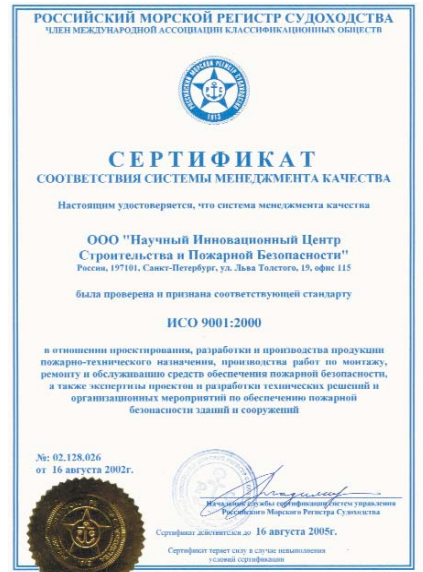 РОССИЙСКИЙ МОРСКОЙ РЕГИСТР СУДОХОДСТВА
ЧЛЕН МЕЖДУНАРОДНОЙ АССОЦИАЦИИ КЛАССИФИКАЦИОННЫХ ОБЩЕСТВ
РОССИЙСКИЙ МОРСКОЙ РЕГИСТР СУДОХОДСТВА
Р С
1913
СЕРТИФИКАТ
СООТВЕТСТВИЯ СИСТЕМЫ МЕНЕДЖМЕНТА КАЧЕСТВА
Настоящим удостоверяется, что система менеджмента качества
ООО "Научный Инновационный Центр
Строительства и Пожарной Безопасности"
Россия, 197101, Санкт-Петербург, ул. Льва Толстого, 19, офис 115
была проверена и признана соответствующей стандарту
ИСО 9001:2000
в отношении проектирования, разработки и производства продукции
пожарно-технического назначения, производства работ по монтажу,
ремонту и обслуживанию средств обеспечения пожарной безопасности,
а также экспертизы проектов и разработки технических решений и
организационных мероприятий по обеспечению пожарной
безопасности зданий и сооружений
№: 02.128.026
от 16 августа 2002г.
Начальник службы сертификации систем управления
Российского Морского Регистра Судоходства
Сертификат действителен до 16 августа 2005г.
Сертификат теряет силу в случае невыполнения
условий сертификации